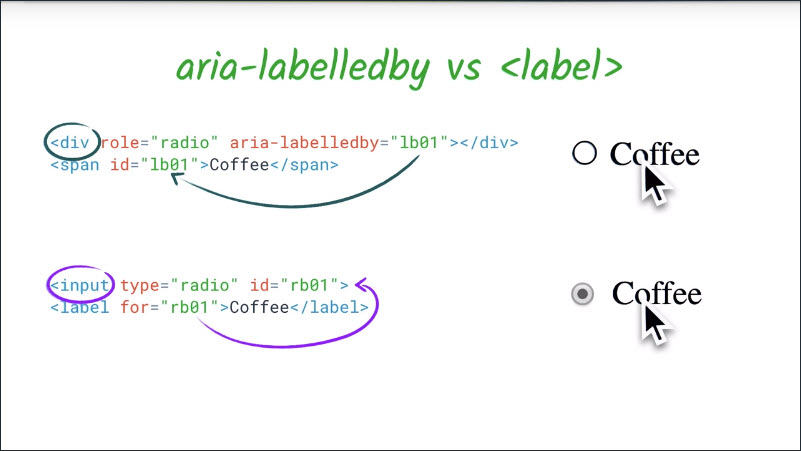 aria-labelledby vs <label>
<div role="radio" aria-labelledby="lb01"></div>
<span id="lb01">Coffee</span>
Coffee
<input type="radio" id="rb01">
<label for="rb01">Coffee</label>
Coffee